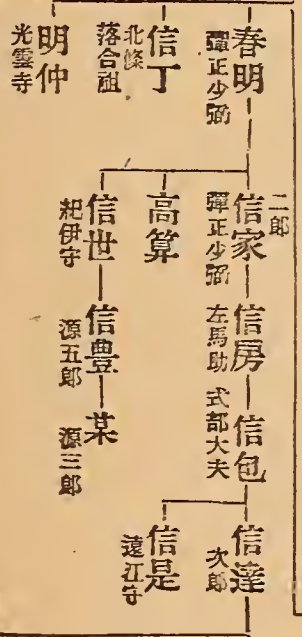 春明
彈正少弼
信丁
北條
落合祖
明仲
光雲寺
二郎
信家
彈正少弼
信房
左馬助
信包
式部大夫
高算
信世
紀伊守
信豊
源五郎
某
源三郎
信達
次郎
信是
遠江守